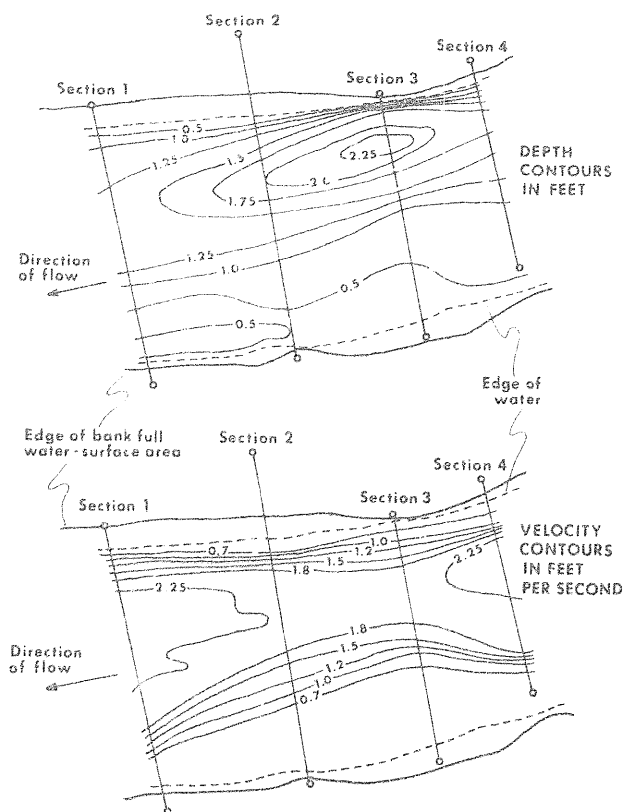 Section 2
Section 4
Section 1
Section 3
0.5
1.0
1.25
1.5
2.25
2.0
1.75
DEPTH
CONTOURS
IN FEET
1.25
1.0
Direction
of flow
0.5
0.5
Edge of
water
Edge of bank full
water-surface area
Section 2
Section 4
Section 1
Section 3
0.7
1.0
1.2
1.5
1.8
2.25
VELOCITY
CONTOURS
IN FEET
PER SECOND
2.25
Direction
of flow
1.8
1.5
1.2
1.0
0.7